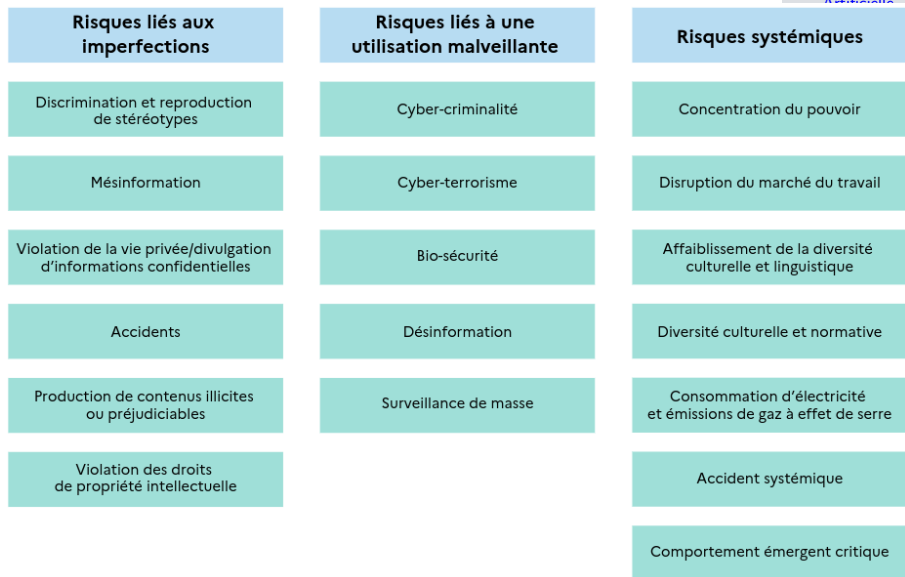 Risques liés aux
imperfections
Discrimination et reproduction
de stéréotypes
Mésinformation
Violation de la vie privée/divulgation
d’informations confidentielles
Accidents
Production de contenus illicites
ou préjudiciables
Violation des droits
de propriété intellectuelle
Risques liés à une
utilisation malveillante
Cyber-criminalité
Cyber-terrorisme
Bio-sécurité
Désinformation
Surveillance de masse
Artificielle
Risques systémiques
Concentration du pouvoir
Disruption du marché du travail
Affaiblissement de la diversité
culturelle et linguistique
Diversité culturelle et normative
Consommation d’électricité
et émissions de gaz à effet de serre
Accident systémique
Comportement émergent critique